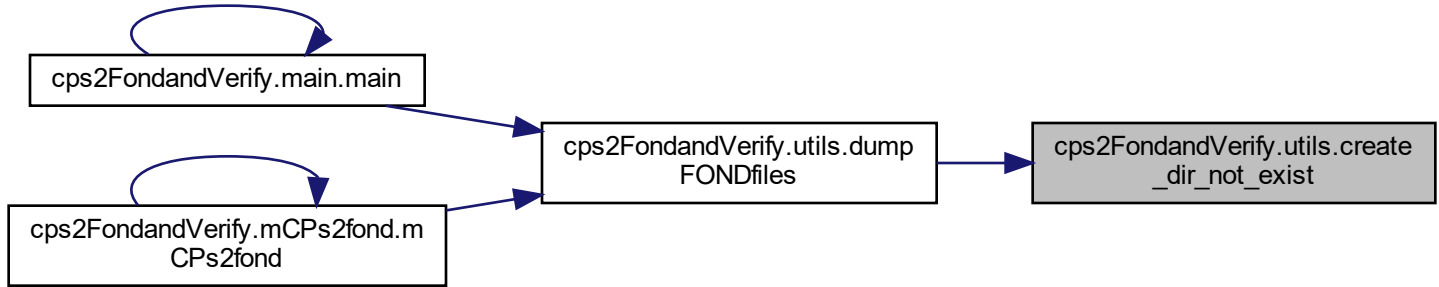 cps2FondandVerify.main.main
cps2FondandVerify.mCPs2fond.m
CPs2fond
cps2FondandVerify.utils.dump
FONDfiles
cps2FondandVerify.utils.create
_dir_not_exist